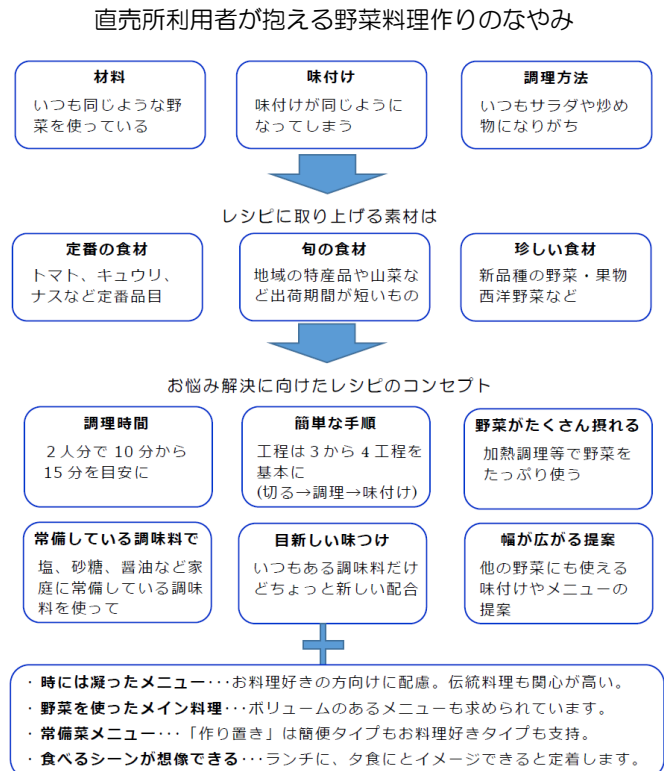 直売所利用者が抱える野菜料理作りのなやみ
材料
いつも同じような野
菜を使っている
味付け
味付けが同じように
なってしまう
調理方法
いつもサラダや炒め
物になりがち
レシピに取り上げる素材は
定番の食材
トマト、キュウリ、
ナスなど定番品目
旬の食材
地域の特産品や山菜な
ど出荷期間が短いもの
珍しい食材
新品種の野菜・果物
西洋野菜など
お悩み解決に向けたレシピのコンセプト
調理時間
２人分で 10 分から
15 分を目安に
簡単な手順
工程は３から 4 工程を
基本に
(切る→調理→味付け)
野菜がたくさん摂れる
加熱調理等で野菜を
たっぷり使う
常備している調味料で
塩、砂糖、醤油など家
庭に常備している調味
料を使って
目新しい味つけ
いつもある調味料だけ
どちょっと新しい配合
幅が広がる提案
他の野菜にも使える
味付けやメニューの
提案
・時には凝ったメニュー･･･お料理好きの方向けに配慮。伝統料理も関心が高い。
・野菜を使ったメイン料理･･･ボリュームのあるメニューも求められています。
・常備菜メニュー･･･「作り置き」は簡便タイプもお料理好きタイプも支持。
・食べるシーンが想像できる･･･ランチに、夕食にとイメージできると定着します。